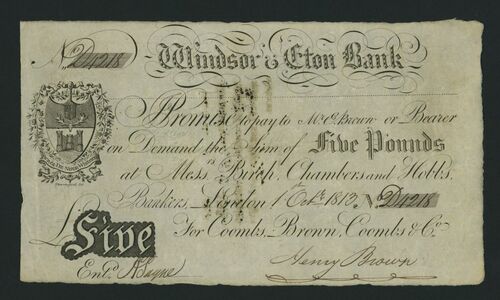 No. D4218
Windsor & Eton Bank
I Promise to pay to Mr. C. Brown or Bearer
on Demand the Sum of Five Pounds
at Messrs. Birch, Chambers and Hobbs,
Bankers, London 1st Octr. 1813. No. D4218
For Coombs, Brown, Coombs & Co.
£ Five
Entd. Henry Brown